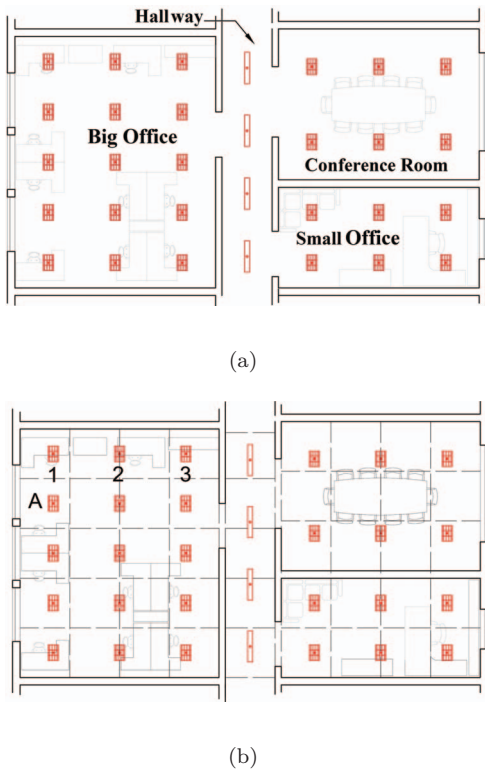 Hallway
Big Office
Conference Room
Small Office
(a)
1 2 3
A
(b)